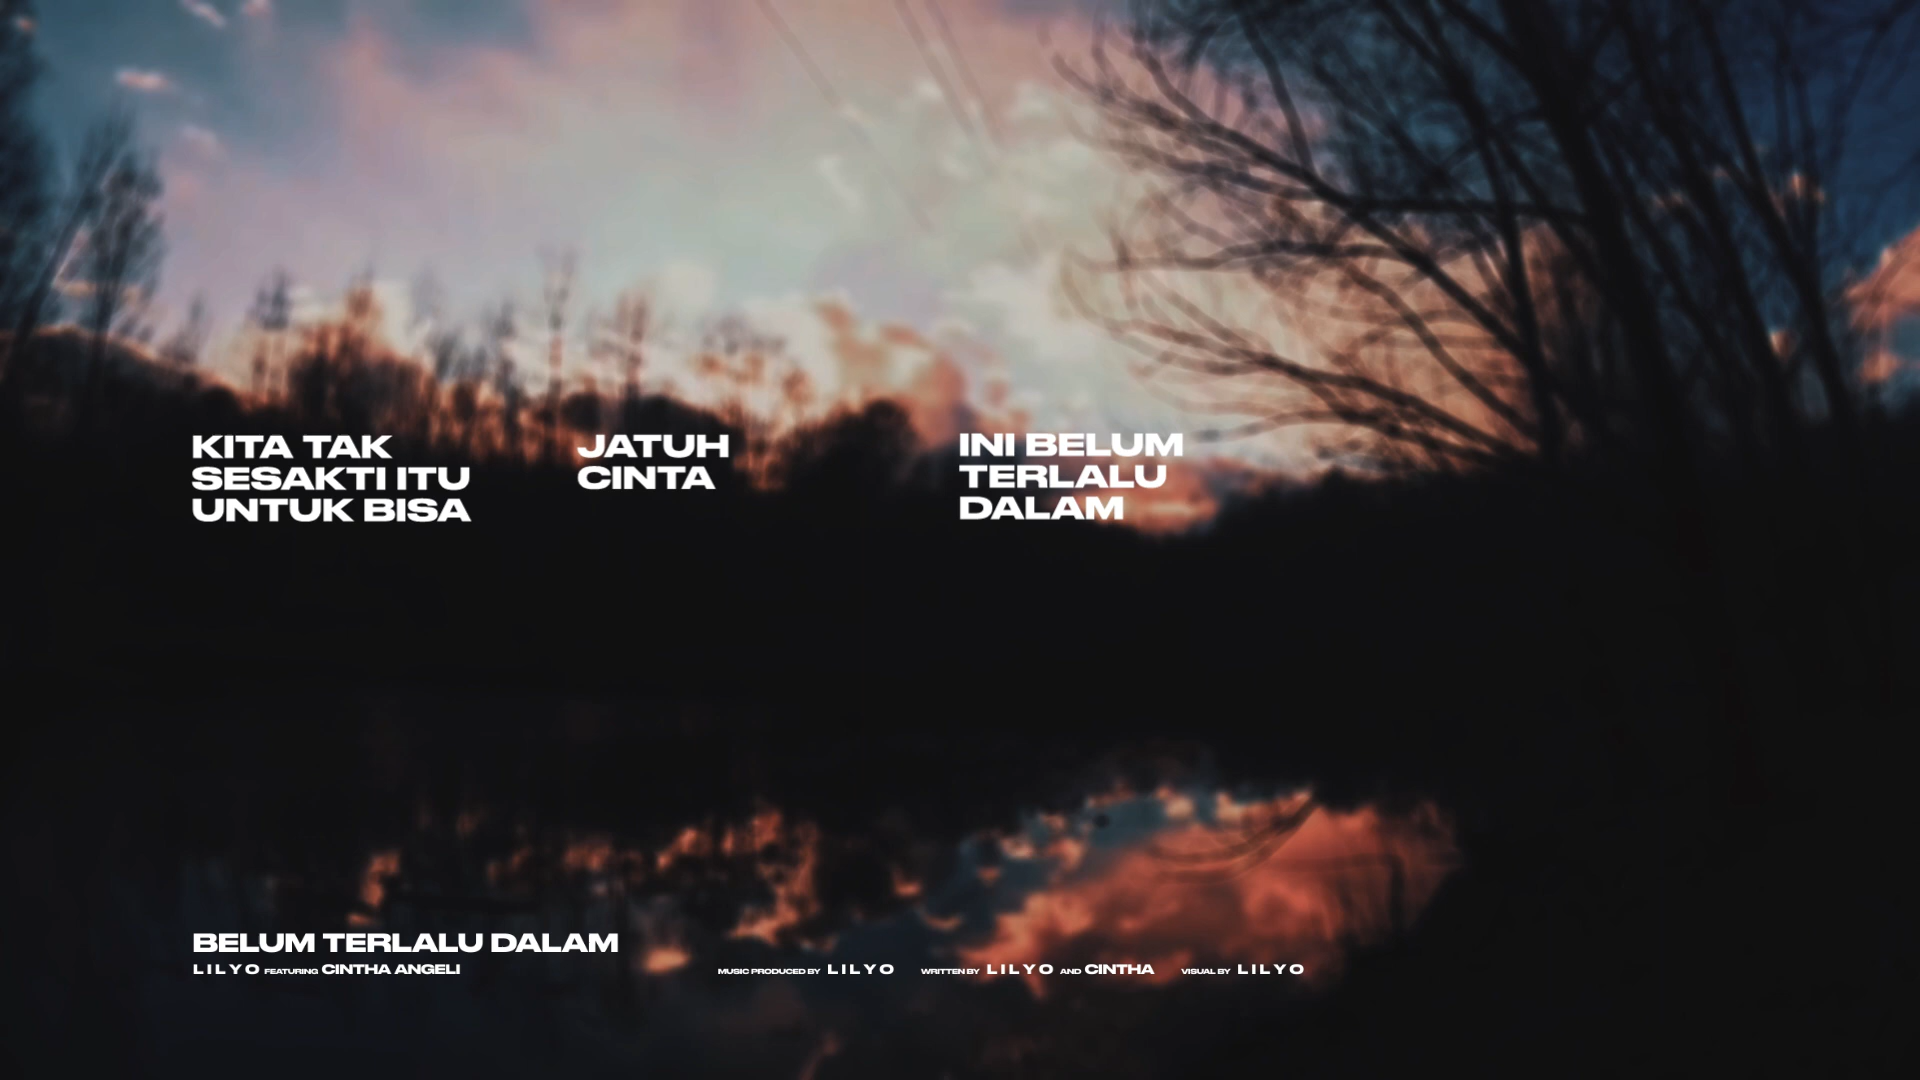 KITA TAK
SESAKTI ITU
UNTUK BISA
JATUH
CINTA
INI BELUM
TERLALU
DALAM
BELUM TERLALU DALAM
LILYO FEATURING CINTHA ANGELI
MUSIC PRODUCED BY LILYO WRITTEN BY LILYO AND CINTHA VISUAL BY LILYO